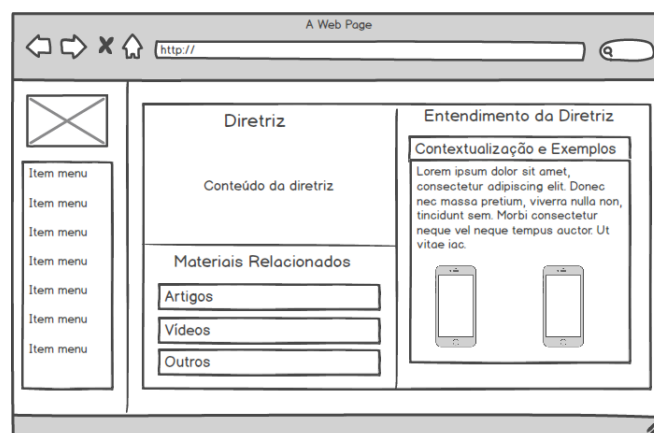 A Web Page
http://
Item menu
Item menu
Item menu
Item menu
Item menu
Item menu
Item menu
Diretriz
Conteúdo da diretriz
Materiais Relacionados
Artigos
Vídeos
Outros
Entendimento da Diretriz
Contextualização e Exemplos
Lorem ipsum dolor sit amet,
consectetur adipiscing elit. Donec
nec massa pretium, viverra nulla non,
tincidunt sem. Morbi consectetur
neque vel neque tempus auctor. Ut
vitae iac.